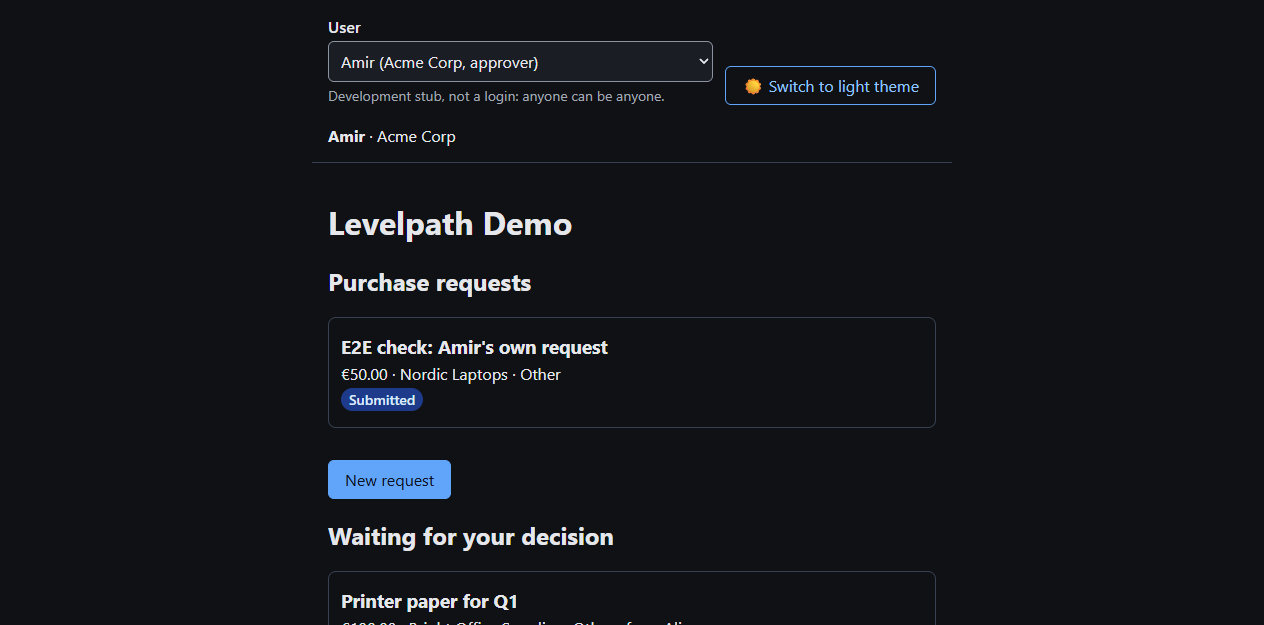 User
Amir (Acme Corp, approver)
Switch to light theme
Development stub, not a login: anyone can be anyone.
Amir · Acme Corp
Levelpath Demo
Purchase requests
E2E check: Amir's own request
€50.00 · Nordic Laptops · Other
Submitted
New request
Waiting for your decision
Printer paper for Q1